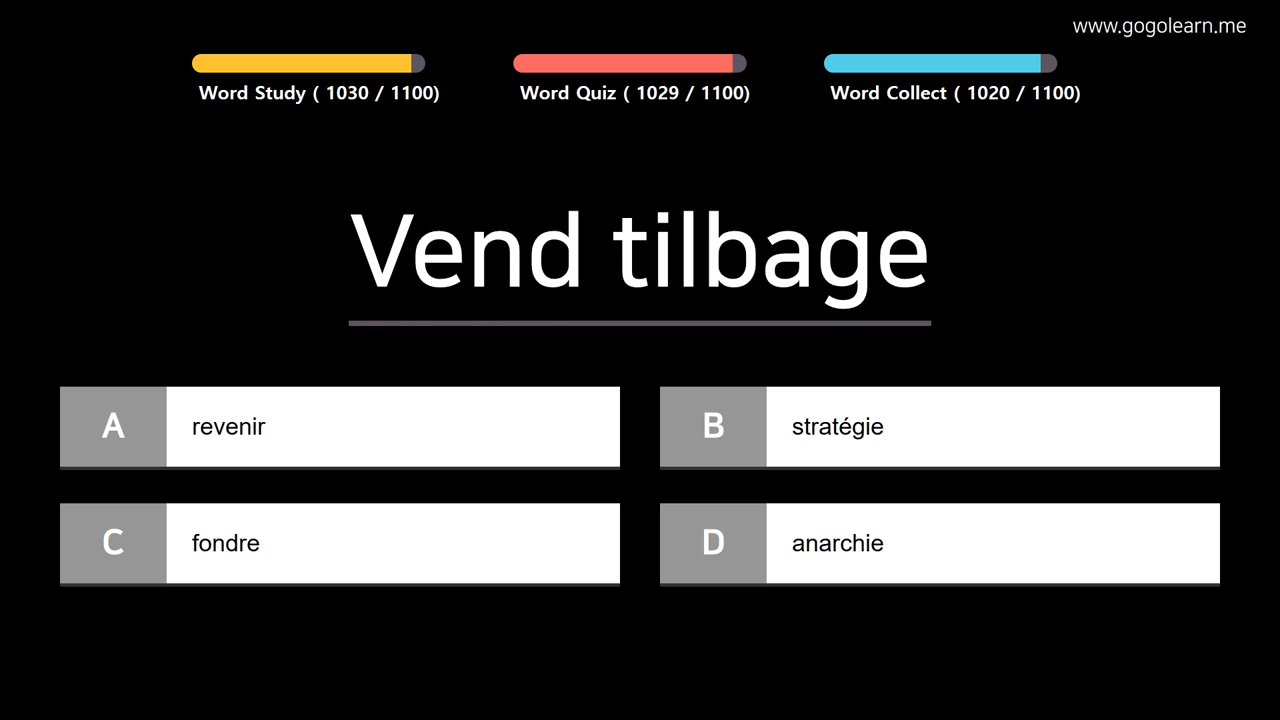 www.gogolearn.me
Word Study ( 1030 / 1100)
Word Quiz ( 1029 / 1100)
Word Collect ( 1020 / 1100)
Vend tilbage
A revenir
B stratégie
C fondre
D anarchie